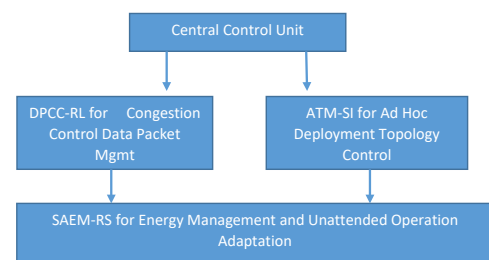 Central Control Unit
DPCC-RL for Congestion
Control Data Packet
Mgmt
ATM-SI for Ad Hoc
Deployment Topology
Control
SAEM-RS for Energy Management and Unattended Operation
Adaptation